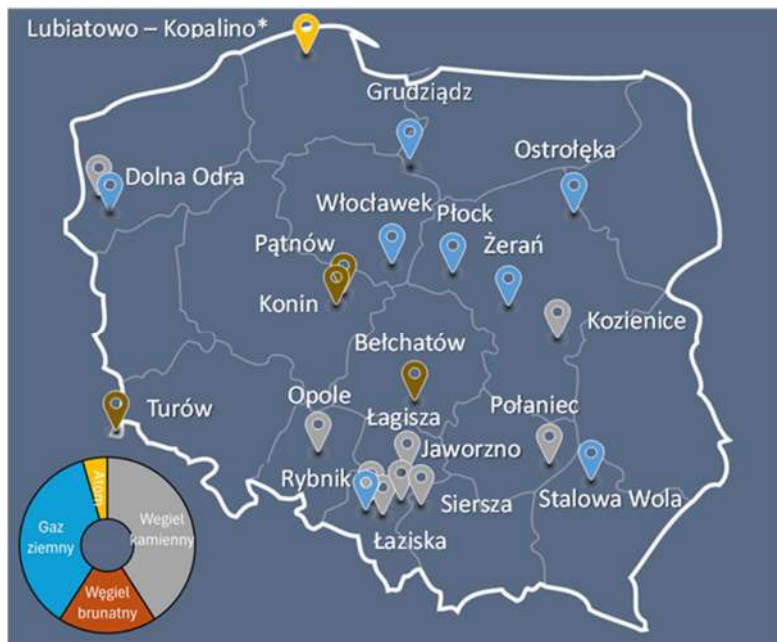 Lubiatowo – Kopalino*
Grudziądz
Dolna Odra
Ostrołęka
Włocławek
Płock
Pątnów
Żerań
Konin
Kozienice
Bełchatów
Turów
Opole
Łagisza
Połaniec
Jaworzno
Rybnik
Siersza
Stalowa Wola
Łaziska
Atom
Gaz
ziemny
Węgiel
kamienny
Węgiel
brunatny